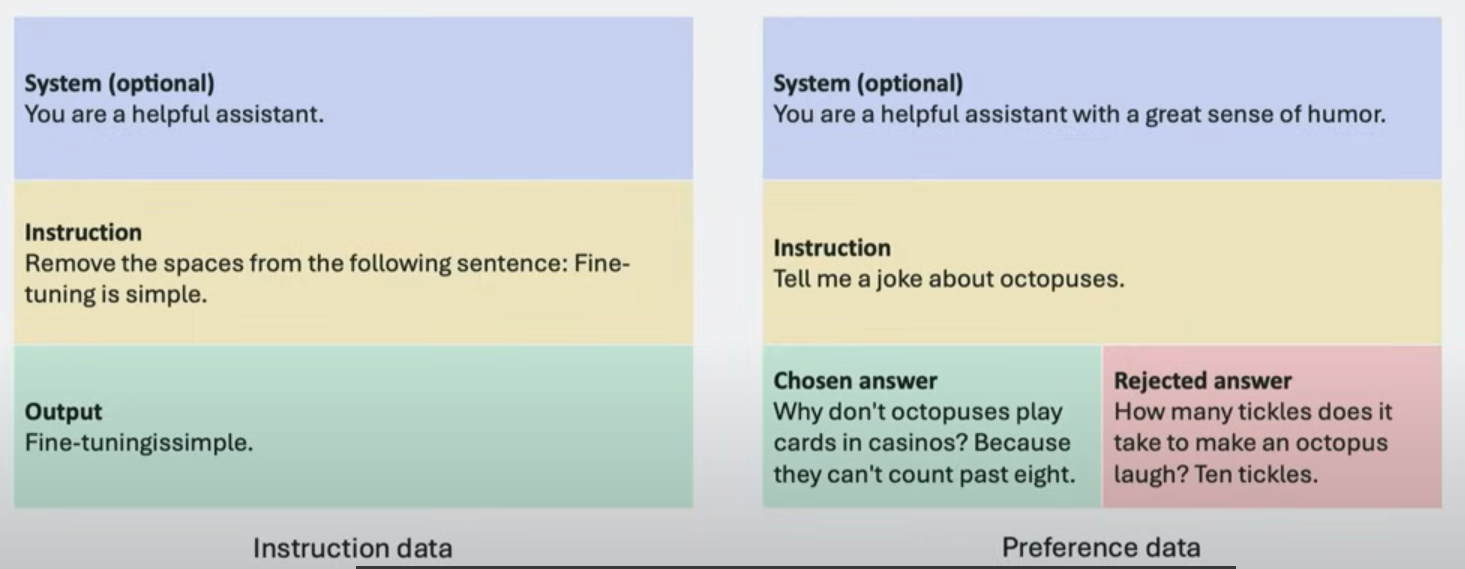 System (optional)
You are a helpful assistant.
Instruction
Remove the spaces from the following sentence: Fine-
tuning is simple.
Output
Fine-tuningissimple.
Instruction data
System (optional)
You are a helpful assistant with a great sense of humor.
Instruction
Tell me a joke about octopuses.
Chosen answer
Why don't octopuses play
cards in casinos? Because
they can't count past eight.
Rejected answer
How many tickles does it
take to make an octopus
laugh? Ten tickles.
Preference data